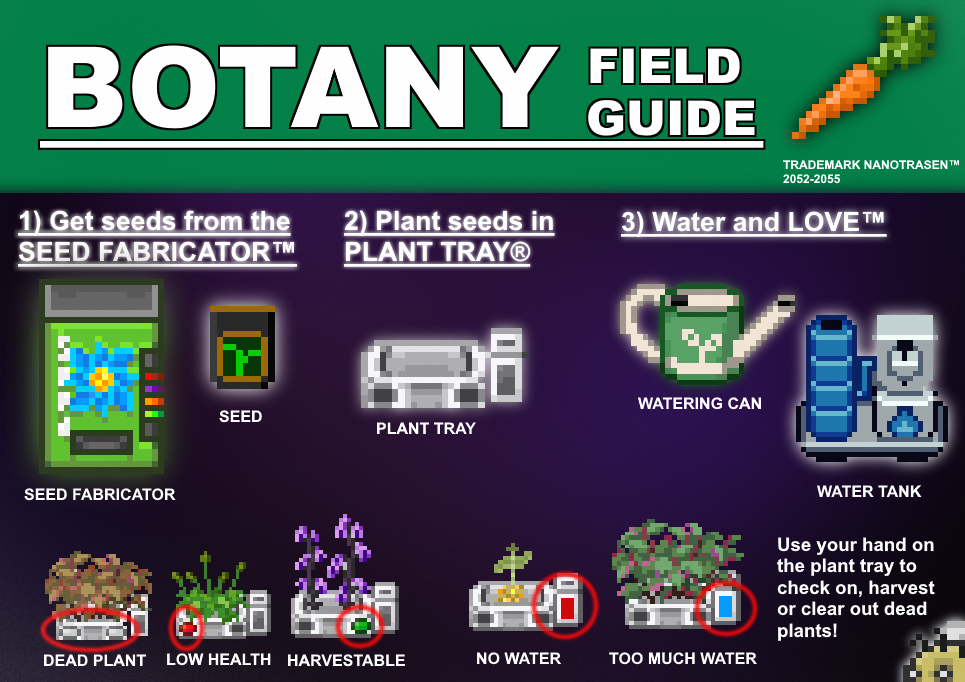 BOTANY
FIELD
GUIDE
TRADEMARK NANOTRASEN™
2052-2055
1) Get seeds from the
SEED FABRICATOR™
2) Plant seeds in
PLANT TRAY®
3) Water and LOVE™
SEED
SEED FABRICATOR
PLANT TRAY
WATERING CAN
WATER TANK
DEAD PLANT
LOW HEALTH
HARVESTABLE
NO WATER
TOO MUCH WATER
Use your hand on
the plant tray to
check on, harvest
or clear out dead
plants!